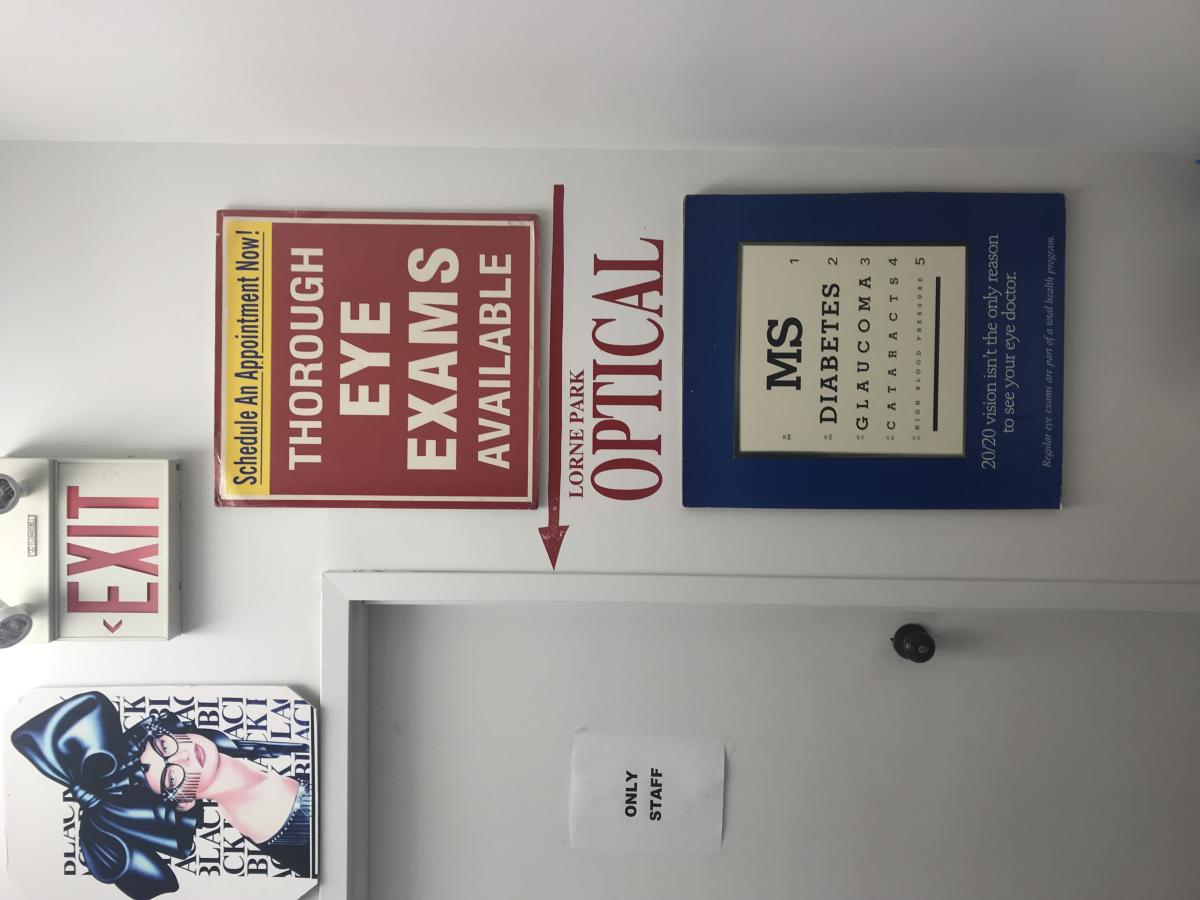 EXIT
Schedule An Appointment Now!
THOROUGH
EYE
EXAMS
AVAILABLE
LORNE PARK
OPTICAL
MS 1
DIABETES 2
GLAUCOMA 3
CATARACTS 4
HIGH BLOOD PRESSURE 5
20/20 vision isn't the only reason
to see your eye doctor.
Regular eye exams are part of a total health program.
ONLY
STAFF